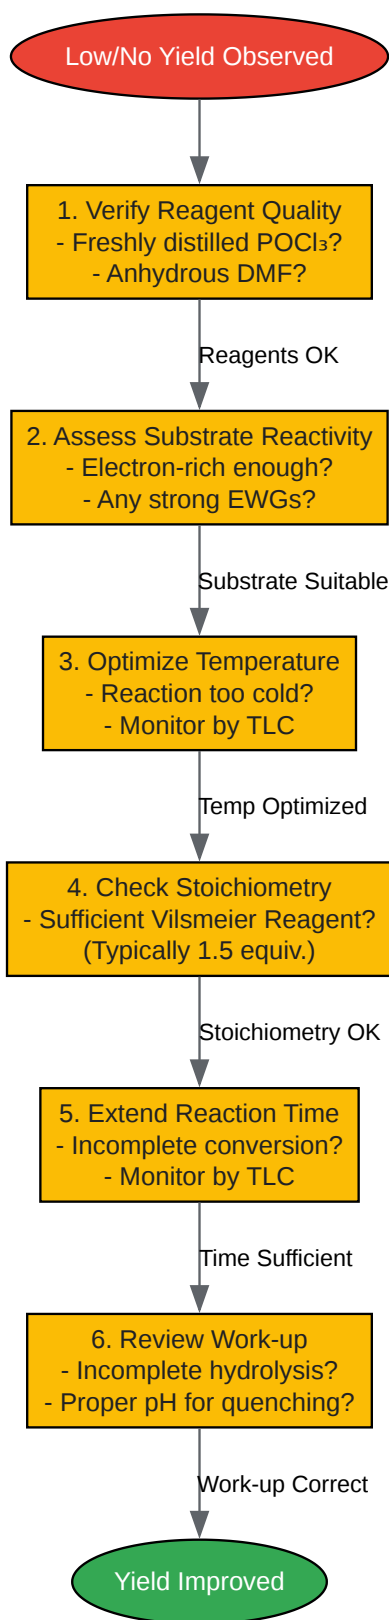 Low/No Yield Observed
1. Verify Reagent Quality
- Freshly distilled POCl₃?
- Anhydrous DMF?
Reagents OK
2. Assess Substrate Reactivity
- Electron-rich enough?
- Any strong EWGs?
Substrate Suitable
3. Optimize Temperature
- Reaction too cold?
- Monitor by TLC
Temp Optimized
4. Check Stoichiometry
- Sufficient Vilsmeier Reagent?
(Typically 1.5 equiv.)
Stoichiometry OK
5. Extend Reaction Time
- Incomplete conversion?
- Monitor by TLC
Time Sufficient
6. Review Work-up
- Incomplete hydrolysis?
- Proper pH for quenching?
Work-up Correct
Yield Improved